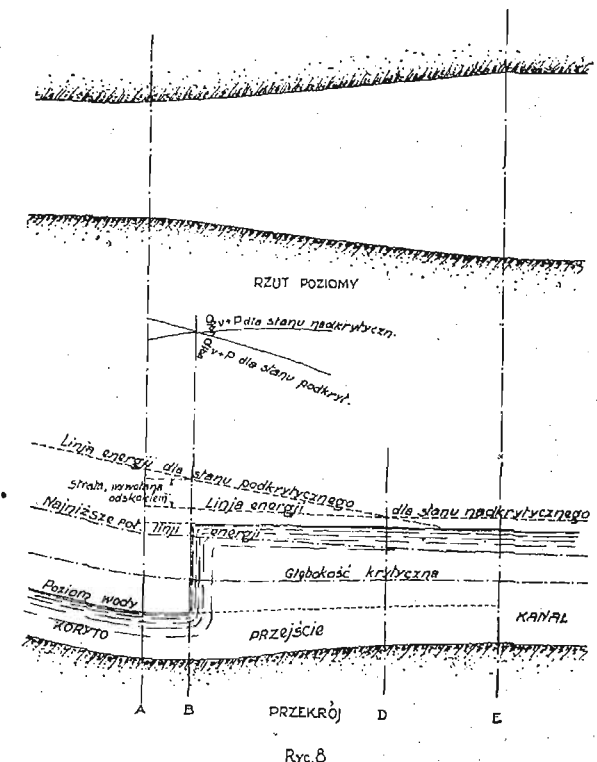 RZUT POZIOMY
ρ q/g v+P dla stanu nadkrytyczn.
ρ q/g v+P dla stanu podkryt.
Linja energji dla stanu podkrytycznego
Strata, wywołana
odskokiem
Linja energji
dla stanu nadkrytycznego
Najniższe poł. linji energji
Głębokość krytyczna
Poziom wody
KORYTO
PRZEJŚCIE
KANAŁ
A B PRZEKRÓJ D E
Ryc.8